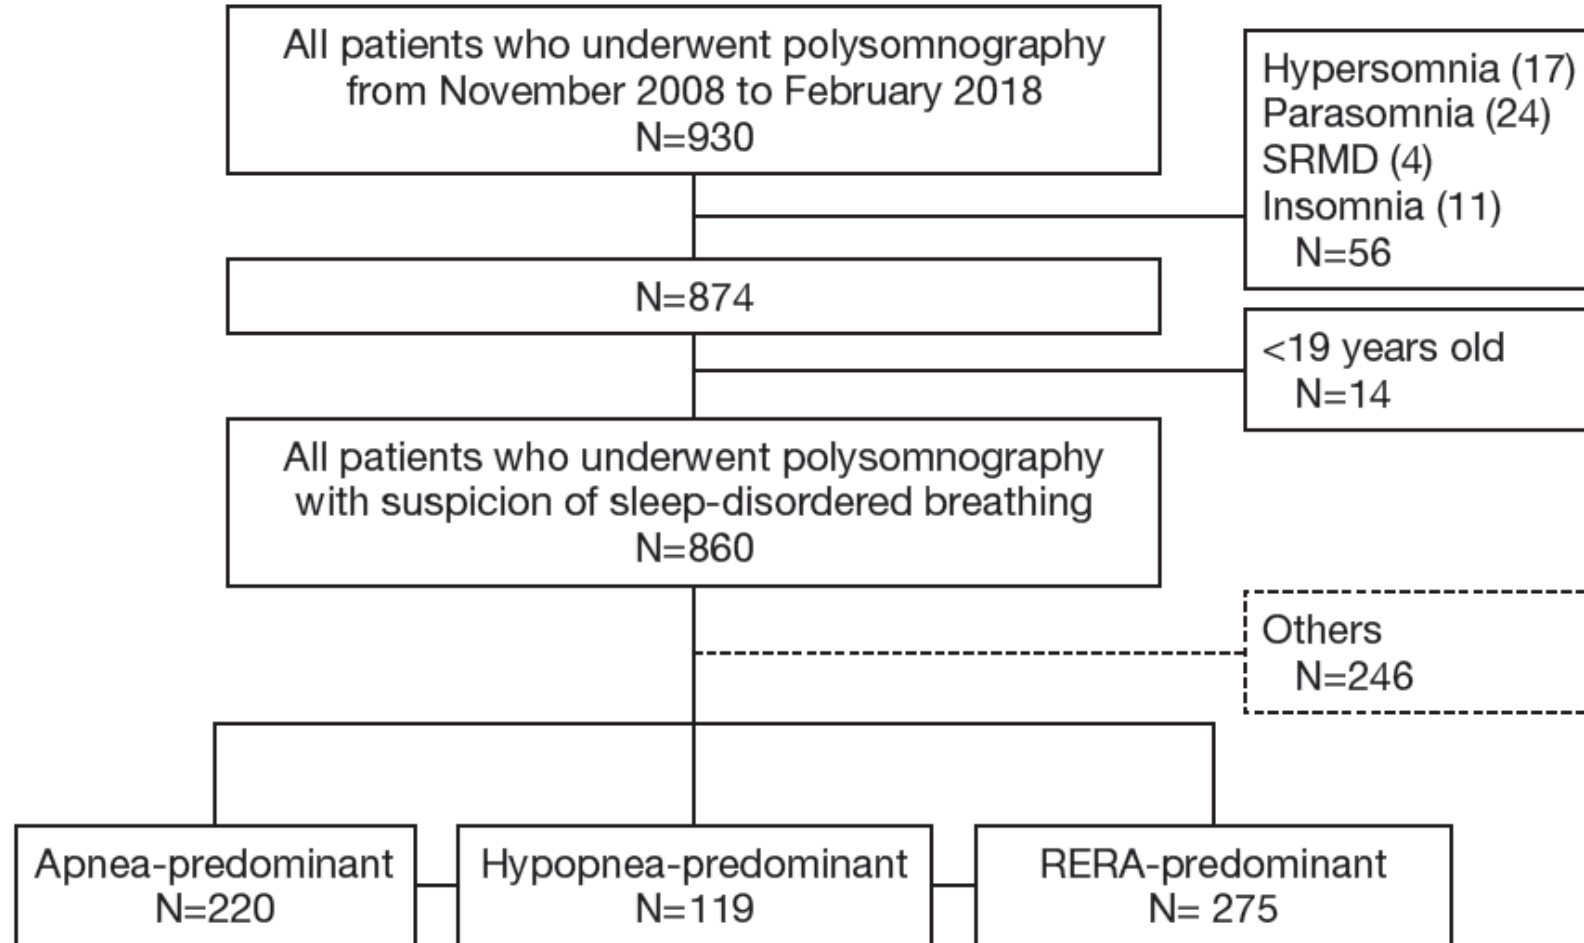 All patients who underwent polysomnography
from November 2008 to February 2018
N=930
Hypersomnia (17)
Parasomnia (24)
SRMD (4)
Insomnia (11)
N=56
N=874
<19 years old
N=14
All patients who underwent polysomnography
with suspicion of sleep-disordered breathing
N=860
Others
N=246
Apnea-predominant
N=220
Hypopnea-predominant
N=119
RERA-predominant
N= 275